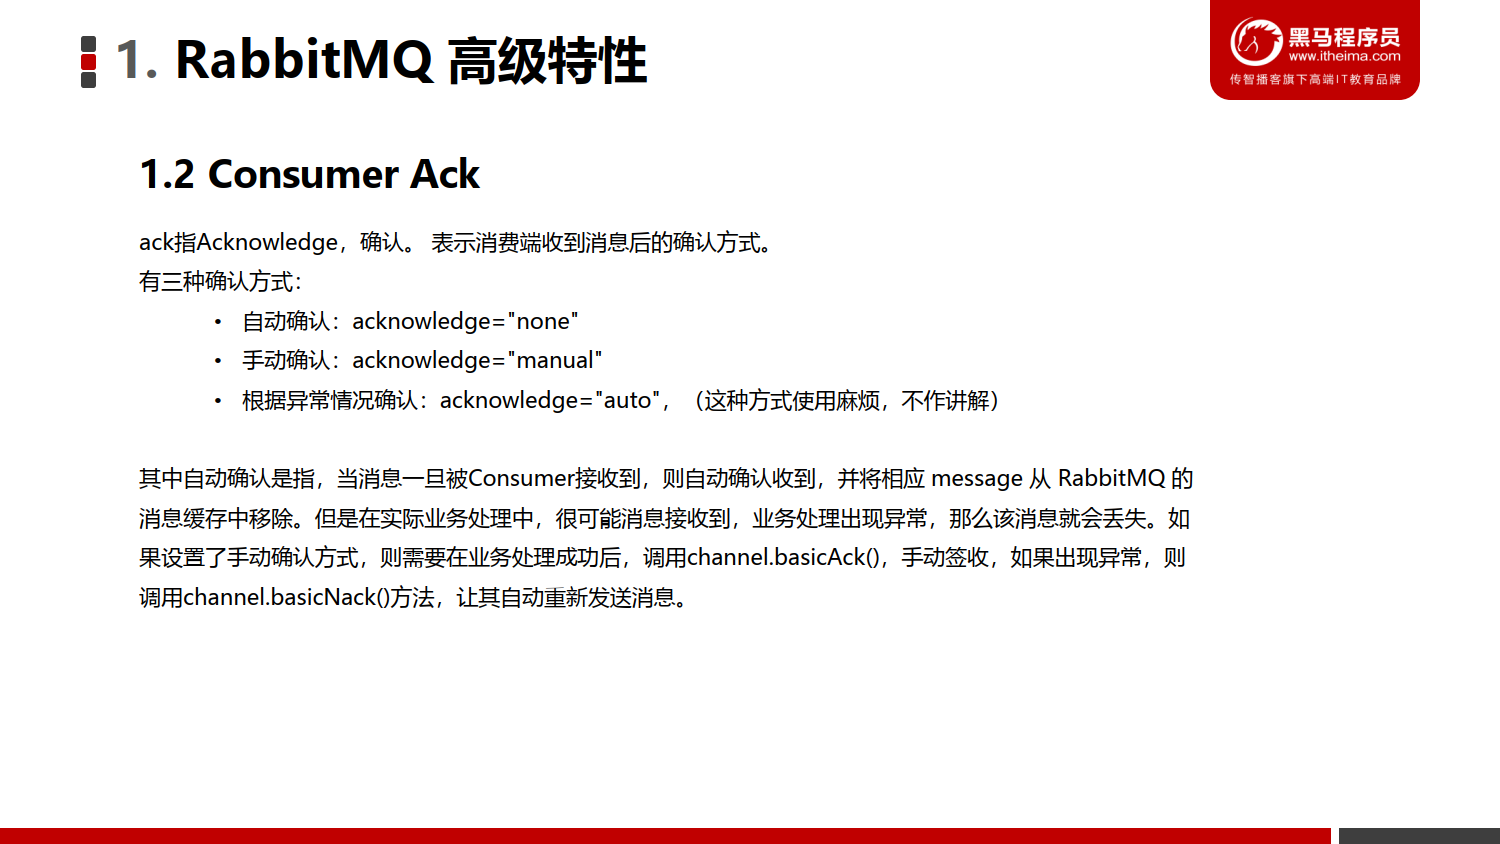 1. RabbitMQ 高级特性
黑马程序员
www.itheima.com
传智播客旗下高端IT教育品牌
1.2 Consumer Ack
ack指Acknowledge，确认。 表示消费端收到消息后的确认方式。
有三种确认方式：
• 自动确认：acknowledge="none"
• 手动确认：acknowledge="manual"
• 根据异常情况确认：acknowledge="auto"，（这种方式使用麻烦，不作讲解）
其中自动确认是指，当消息一旦被Consumer接收到，则自动确认收到，并将相应 message 从 RabbitMQ 的
消息缓存中移除。但是在实际业务处理中，很可能消息接收到，业务处理出现异常，那么该消息就会丢失。如
果设置了手动确认方式，则需要在业务处理成功后，调用channel.basicAck()，手动签收，如果出现异常，则
调用channel.basicNack()方法，让其自动重新发送消息。